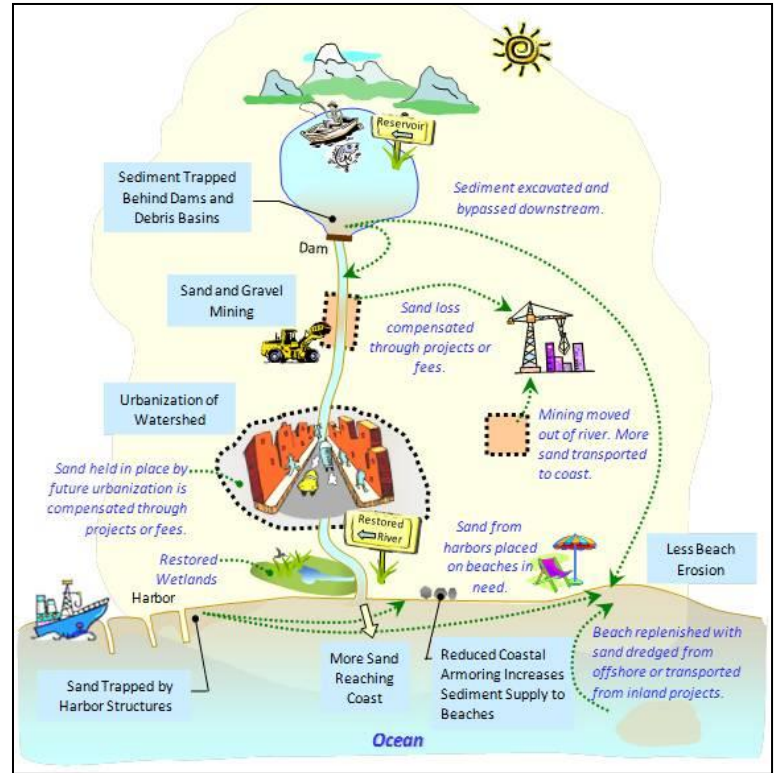 Reservoir
Sediment Trapped
Behind Dams and
Debris Basins
Sediment excavated and
bypassed downstream.
Dam
Sand and Gravel
Mining
Sand loss
compensated
through projects or
fees.
Urbanization of
Watershed
Mining moved
out of river. More
sand transported
to coast.
Sand held in place by
future urbanization is
compensated through
projects or fees.
Restored
River
Sand from
harbors placed
on beaches in
need.
Less Beach
Erosion
Restored
Wetlands
Harbor
Beach replenished with
sand dredged from
offshore or transported
from inland projects.
More Sand
Reaching
Coast
Reduced Coastal
Armoring Increases
Sediment Supply to
Beaches
Sand Trapped by
Harbor Structures
Ocean